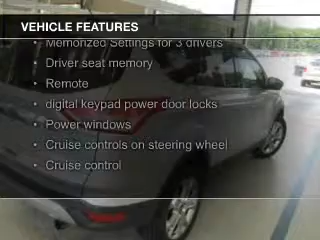 VEHICLE FEATURES
• Memorized Settings for 3 drivers
• Driver seat memory
• Remote
• digital keypad power door locks
• Power windows
• Cruise controls on steering wheel
• Cruise control